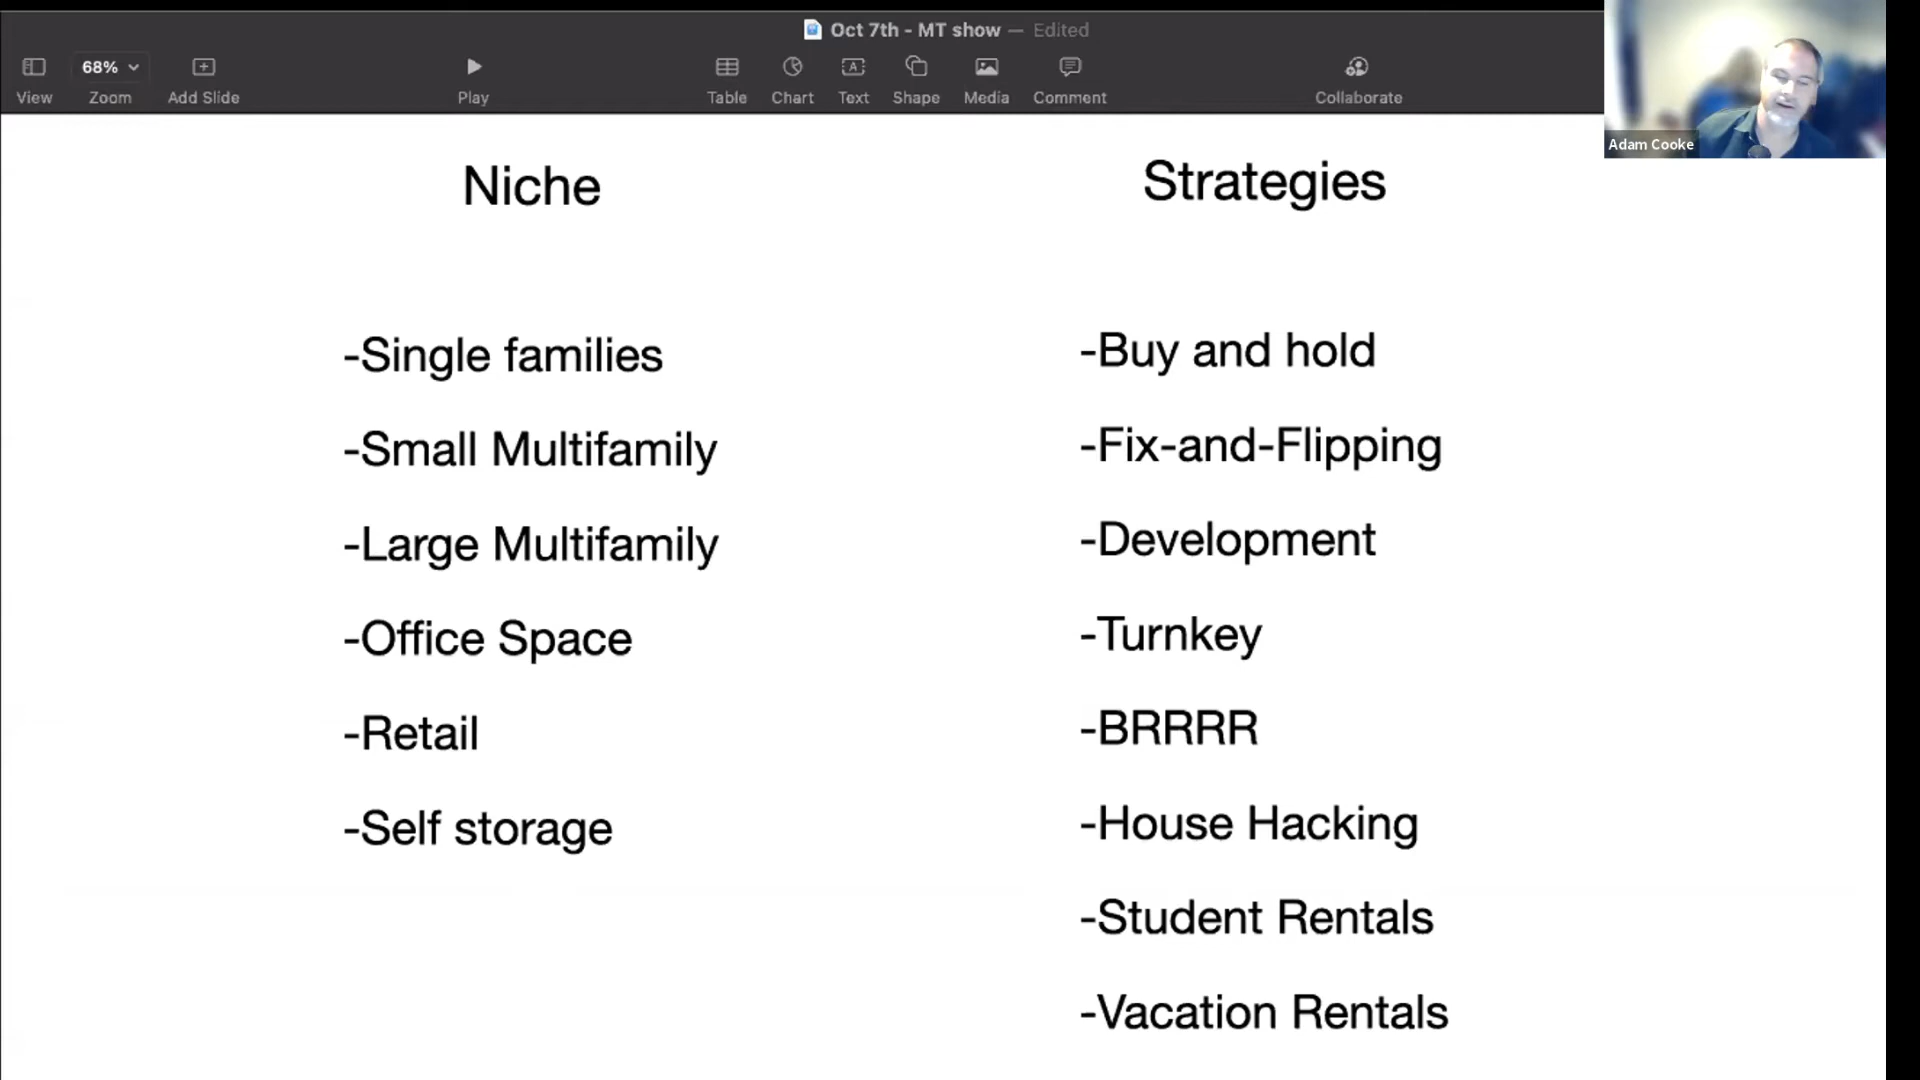 Oct 7th - MT show — Edited
68%
View Zoom Add Slide Play Table Chart Text Shape Media Comment Collaborate
Adam Cooke
Niche
-Single families
-Small Multifamily
-Large Multifamily
-Office Space
-Retail
-Self storage
Strategies
-Buy and hold
-Fix-and-Flipping
-Development
-Turnkey
-BRRRR
-House Hacking
-Student Rentals
-Vacation Rentals